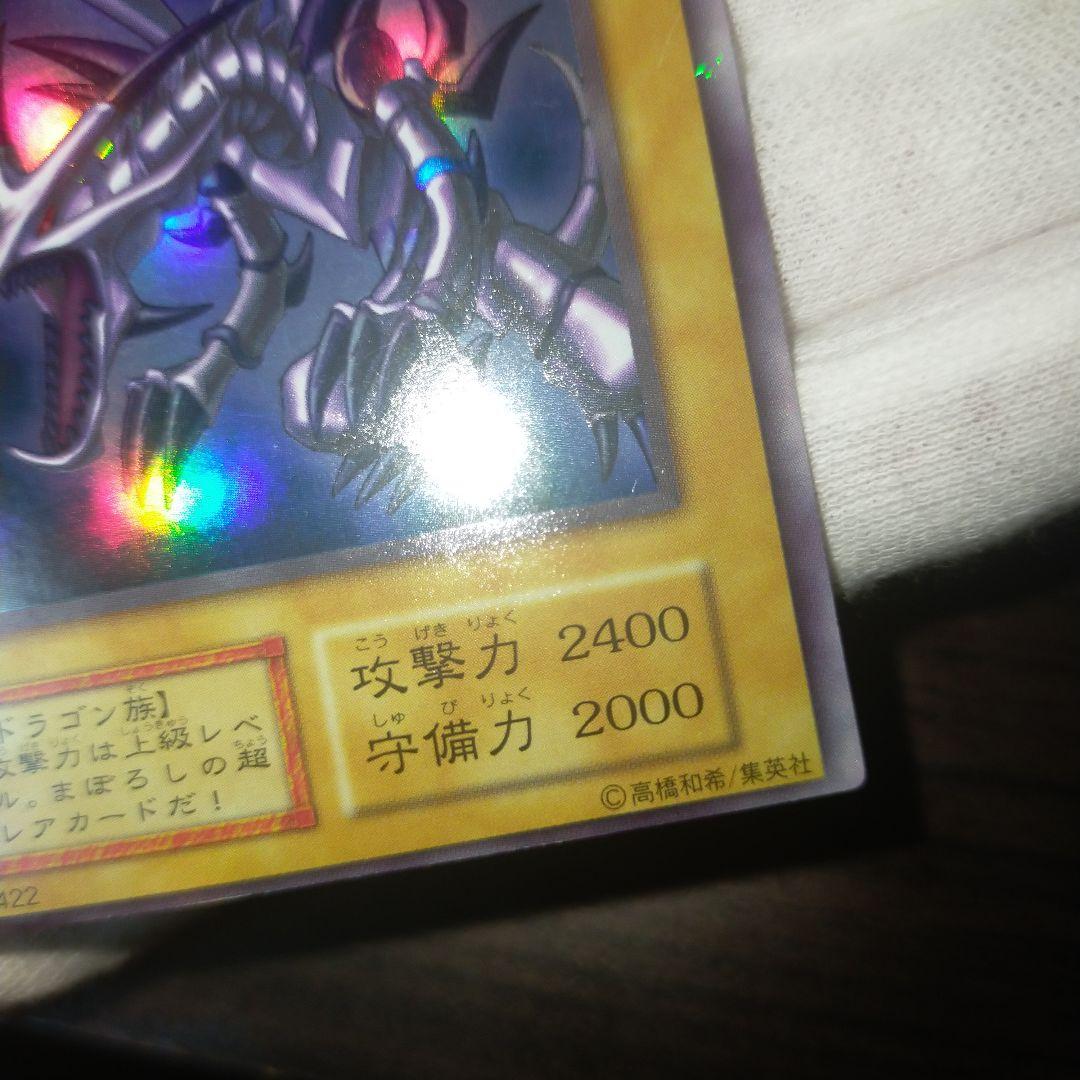 こうげきりょく
攻撃力 2400
しゅびりょく
守備力 2000
ドラゴン族】
攻撃力は上級レベ
ル。まぼろしの超
レアカードだ!
©高橋和希/集英社
422